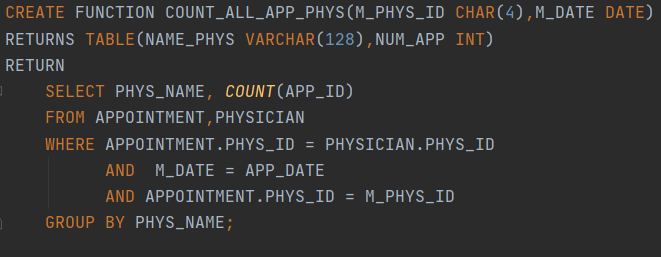 CREATE FUNCTION COUNT_ALL_APP_PHYS(M_PHYS_ID CHAR(4),M_DATE DATE)
RETURNS TABLE(NAME_PHYS VARCHAR(128),NUM_APP INT)
RETURN
SELECT PHYS_NAME, COUNT(APP_ID)
FROM APPOINTMENT,PHYSICIAN
WHERE APPOINTMENT.PHYS_ID = PHYSICIAN.PHYS_ID
AND  M_DATE = APP_DATE
AND APPOINTMENT.PHYS_ID = M_PHYS_ID
GROUP BY PHYS_NAME;